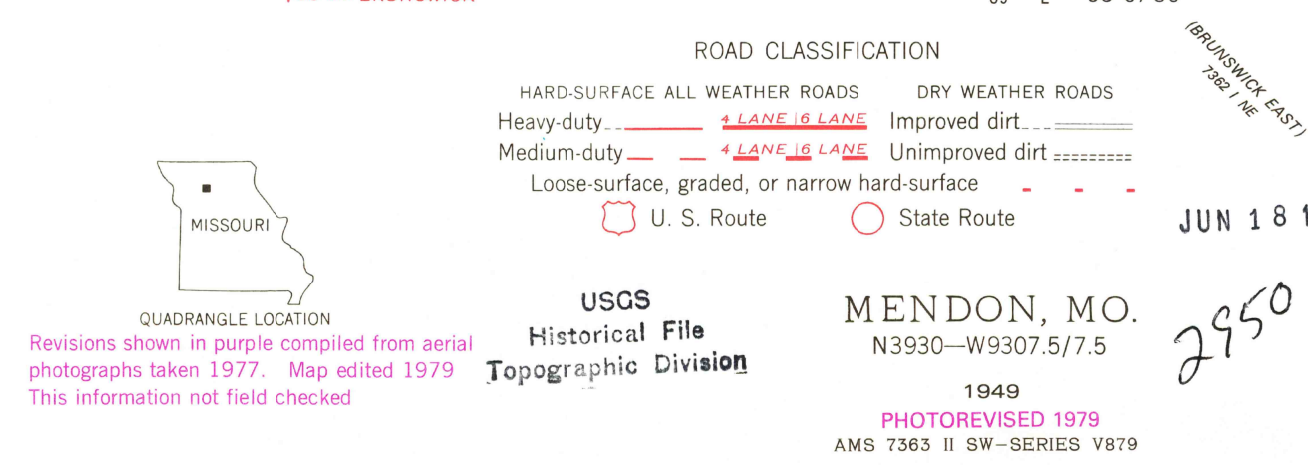 ROAD CLASSIFICATION
HARD-SURFACE ALL WEATHER ROADS DRY WEATHER ROADS
Heavy-duty 4 LANE | 6 LANE Improved dirt
Medium-duty 4 LANE | 6 LANE Unimproved dirt
Loose-surface, graded, or narrow hard-surface
U. S. Route State Route
(BRUNSWICK EAST)
7362 I NE
MISSOURI
QUADRANGLE LOCATION
Revisions shown in purple compiled from aerial
photographs taken 1977. Map edited 1979
This information not field checked
USGS
Historical File
Topographic Division
MENDON, MO.
N3930—W9307.5/7.5
1949
PHOTOREVISED 1979
AMS 7363 II SW-SERIES V879
JUN 18
2950